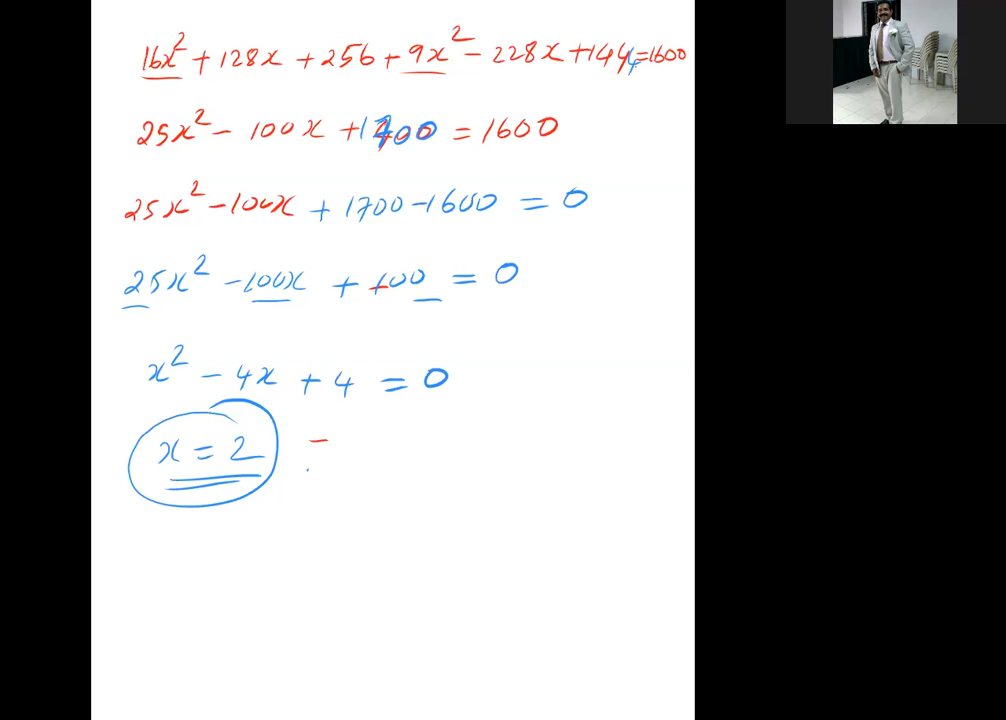 16x² + 128x + 256 + 9x² - 228x + 1444 = 1600
25x² - 100x + 1700 = 1600
25x² - 100x + 1700 - 1600 = 0
25x² - 100x + 100 = 0
x² - 4x + 4 = 0
x = 2